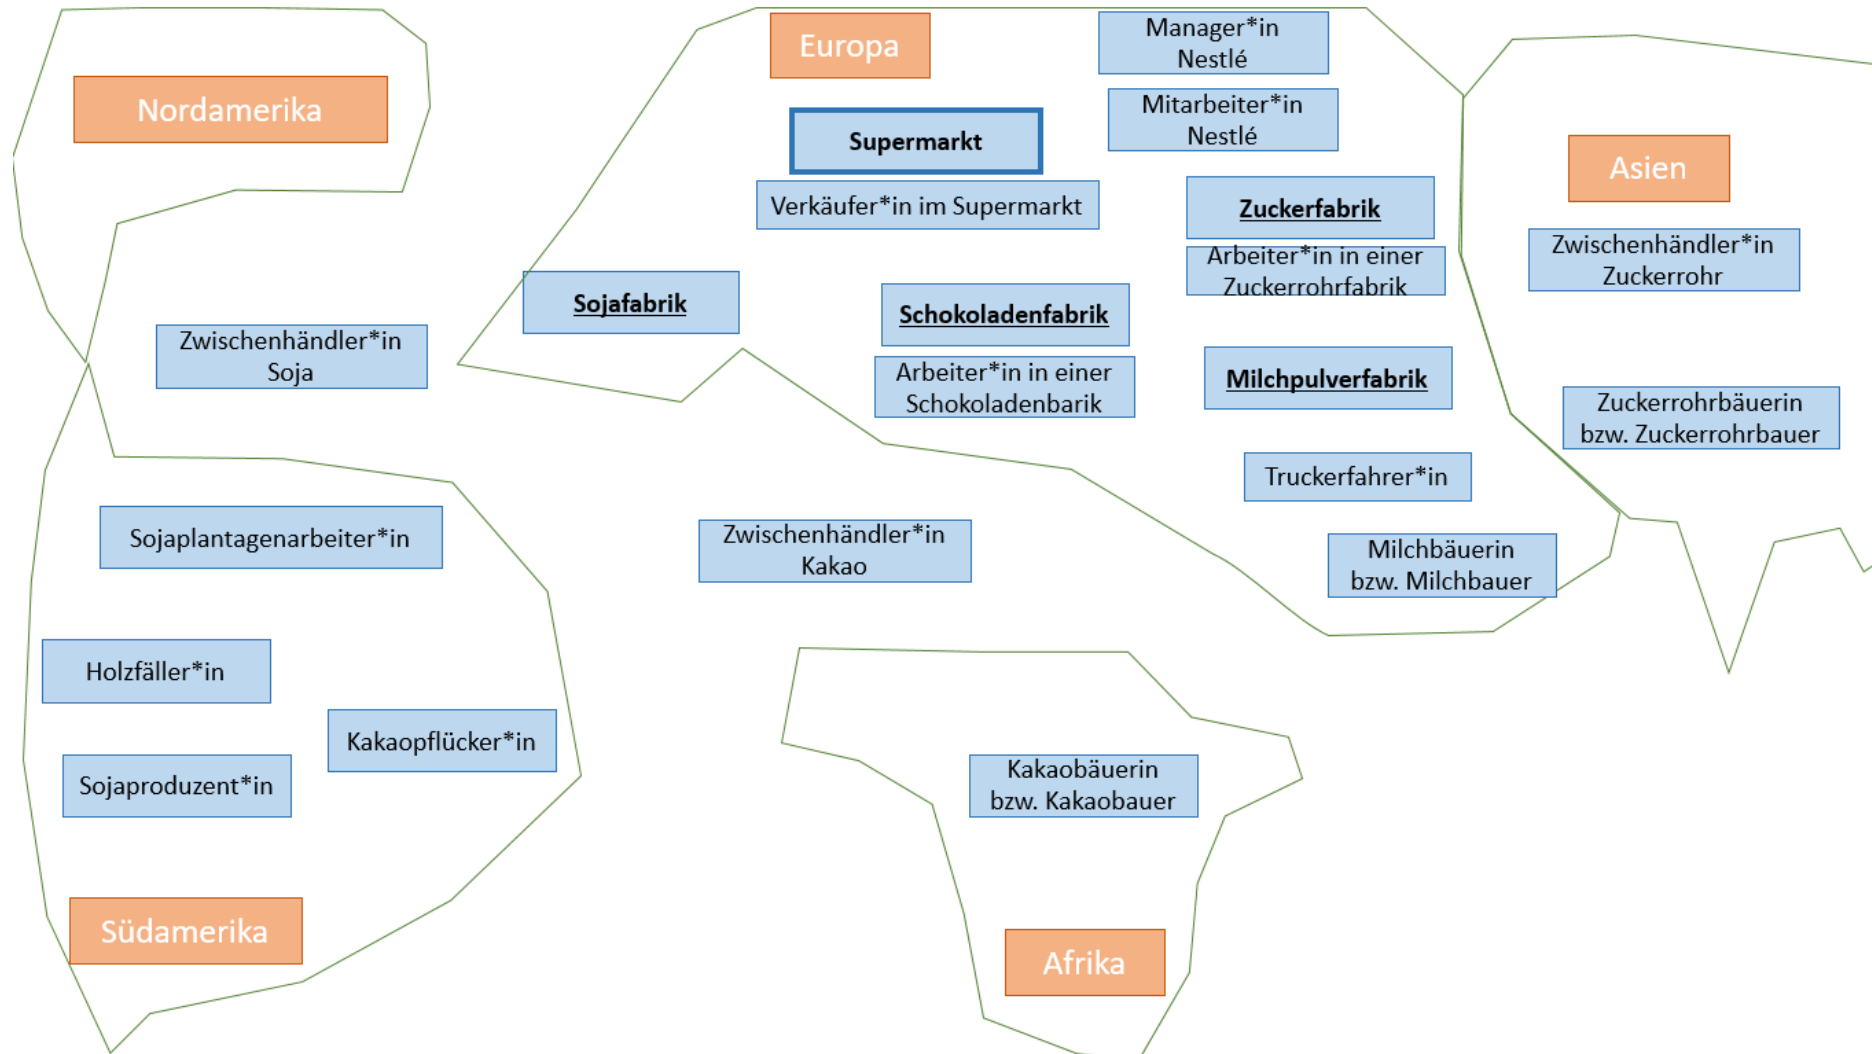 Nordamerika
Europa
Manager*in
Nestlé
Mitarbeiter*in
Nestlé
Supermarkt
Verkäufer*in im Supermarkt
Zuckerfabrik
Arbeiter*in in einer
Zuckerrohrfabrik
Asien
Zwischenhändler*in
Zuckerrohr
Sojafabrik
Schokoladenfabrik
Arbeiter*in in einer
Schokoladenbarik
Milchpulverfabrik
Zwischenhändler*in
Soja
Zuckerrohrbäuerin
bzw. Zuckerrohrbauer
Truckerfahrer*in
Sojaplantagenarbeiter*in
Zwischenhändler*in
Kakao
Milchbäuerin
bzw. Milchbauer
Holzfäller*in
Kakaopflücker*in
Sojaproduzent*in
Kakaobäuerin
bzw. Kakaobauer
Südamerika
Afrika